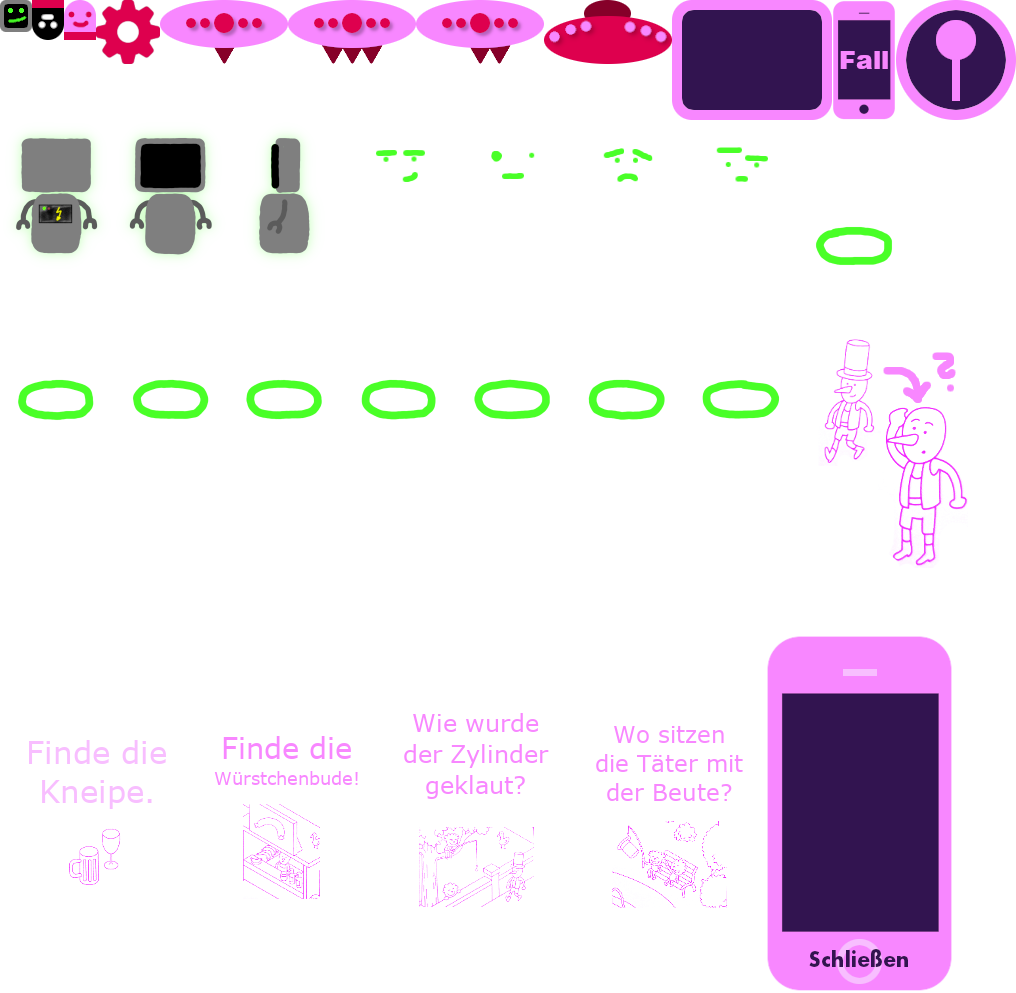 Fall
?
Finde die
Kneipe.
Finde die
Würstchenbude!
Wie wurde
der Zylinder
geklaut?
Wo sitzen
die Täter mit
der Beute?
Schließen